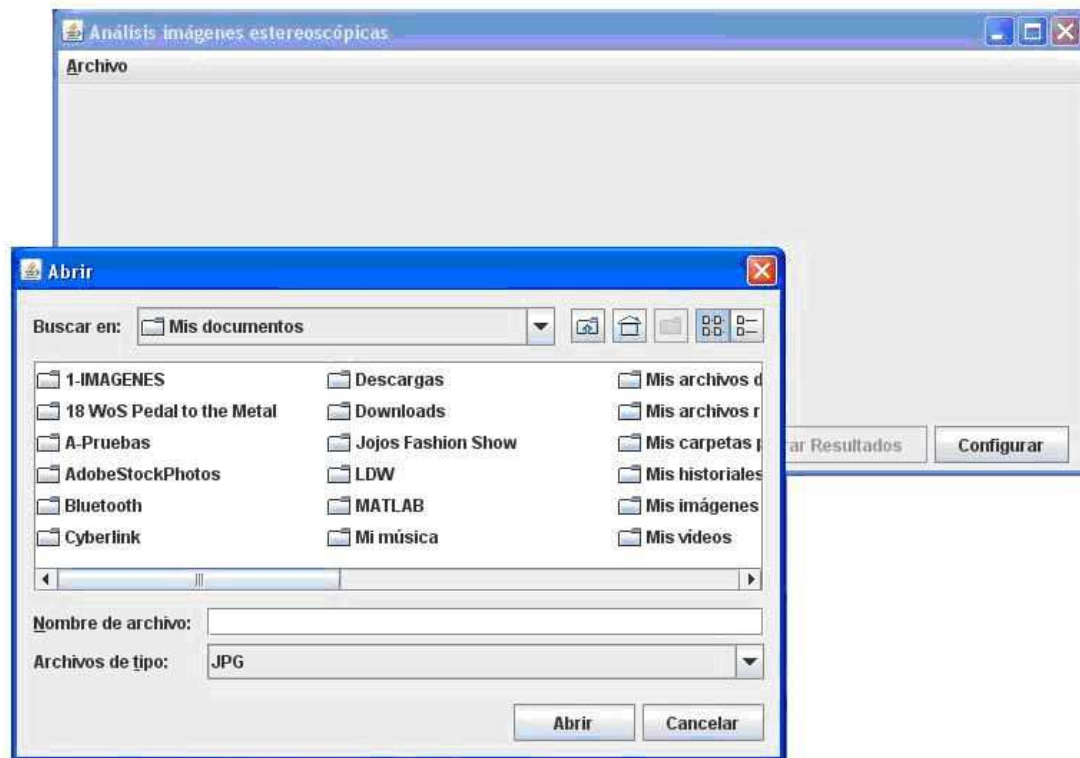 Análisis imágenes estereoscópicas
Archivo
Abrir
Buscar en: Mis documentos
1-IMAGENES Descargas Mis archivos d
18 WoS Pedal to the Metal Downloads Mis archivos r
A-Pruebas Jojos Fashion Show Mis carpetas p
AdobeStockPhotos LDW Mis historiales
Bluetooth MATLAB Mis imágenes
Cyberlink Mi música Mis vídeos
ar Resultados Configurar
Nombre de archivo:
Archivos de tipo: JPG
Abrir Cancelar